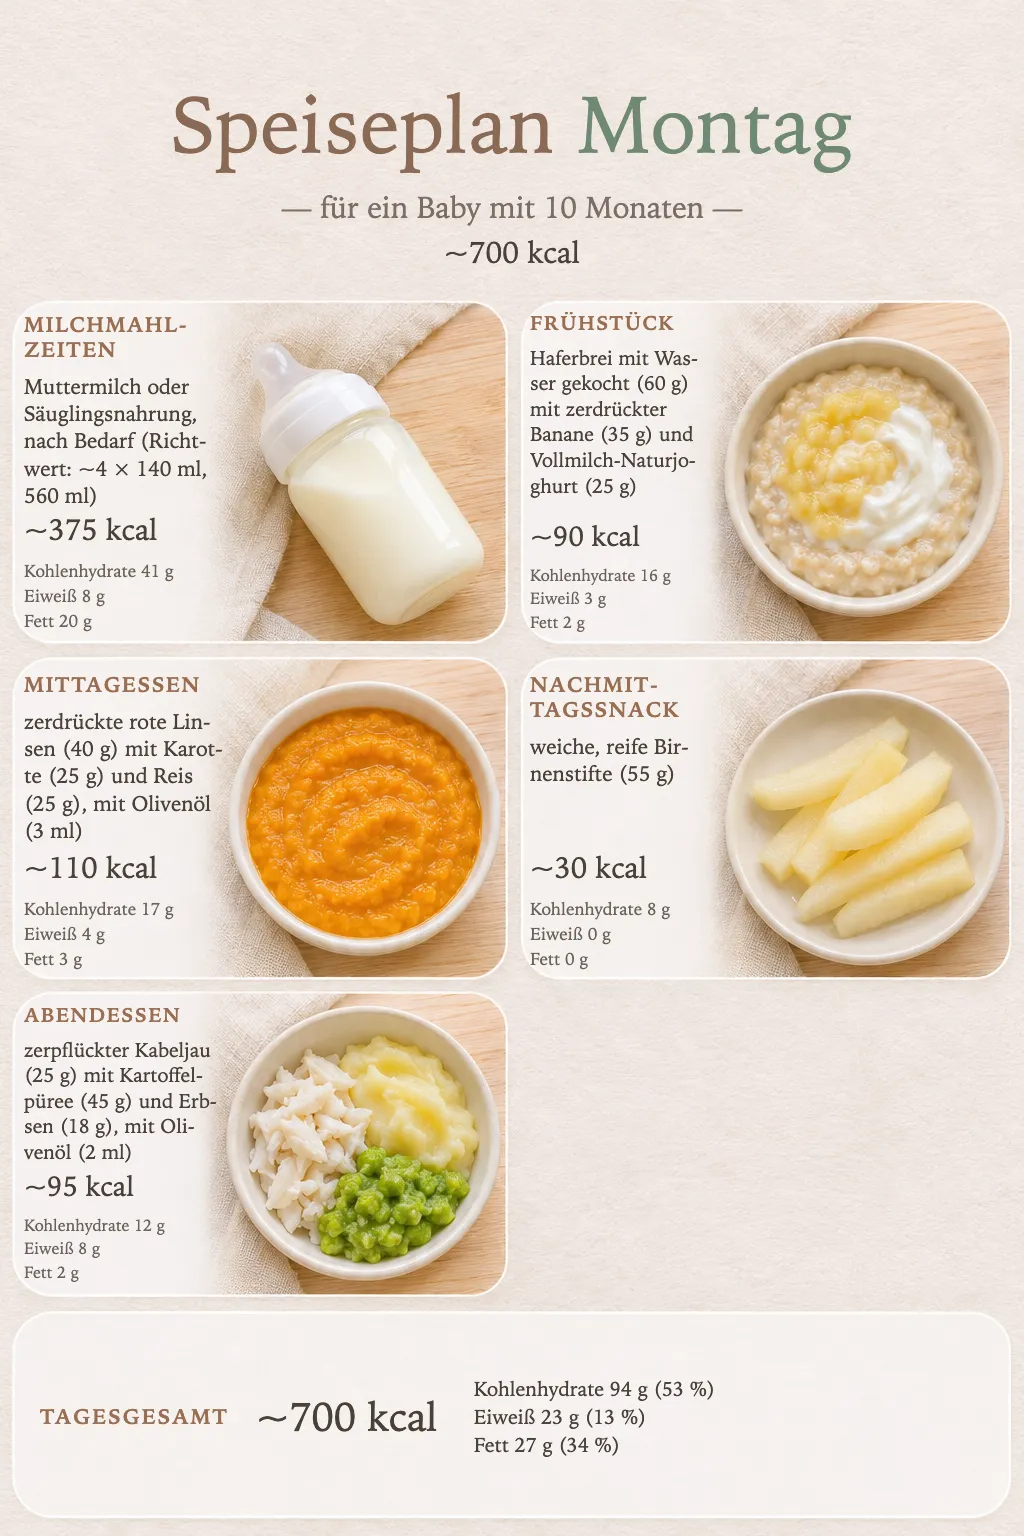 Speiseplan Montag
— für ein Baby mit 10 Monaten —
~700 kcal
MILCHMAHL-
ZEITEN
Muttermilch oder
Säuglingsnahrung,
nach Bedarf (Richt-
wert: ~4 × 140 ml,
560 ml)
~375 kcal
Kohlenhydrate 41 g
Eiweiß 8 g
Fett 20 g
FRÜHSTÜCK
Haferbrei mit Was-
ser gekocht (60 g)
mit zerdrückter
Banane (35 g) und
Vollmilch-Naturjo-
ghurt (25 g)
~90 kcal
Kohlenhydrate 16 g
Eiweiß 3 g
Fett 2 g
MITTAGESSEN
zerdrückte rote Lin-
sen (40 g) mit Karot-
te (25 g) und Reis
(25 g), mit Olivenöl
(3 ml)
~110 kcal
Kohlenhydrate 17 g
Eiweiß 4 g
Fett 3 g
NACHMIT-
TAGSSNACK
weiche, reife Bir-
nenstifte (55 g)
~30 kcal
Kohlenhydrate 8 g
Eiweiß 0 g
Fett 0 g
ABENDESSEN
zerpflückter Kabeljau
(25 g) mit Kartoffel-
püree (45 g) und Erb-
sen (18 g), mit Oli-
venöl (2 ml)
~95 kcal
Kohlenhydrate 12 g
Eiweiß 8 g
Fett 2 g
TAGESGESAMT
~700 kcal
Kohlenhydrate 94 g (53 %)
Eiweiß 23 g (13 %)
Fett 27 g (34 %)